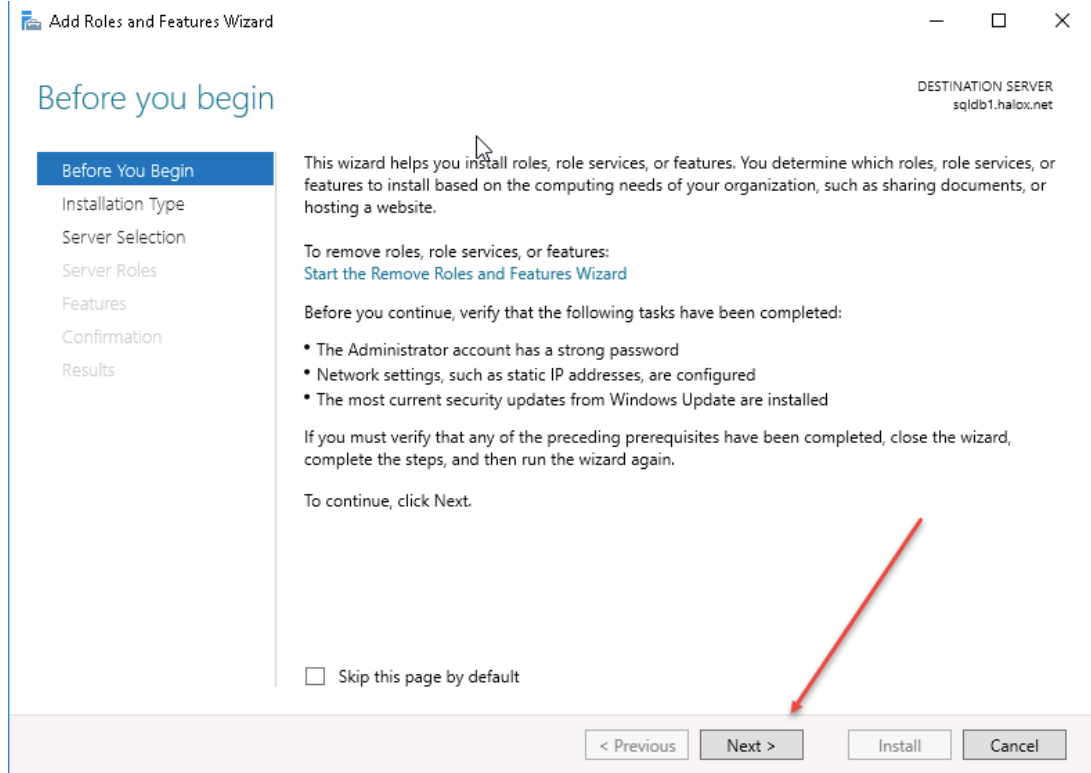 Add Roles and Features Wizard
Before you begin
DESTINATION SERVER
sqldb1.halox.net
Before You Begin
Installation Type
Server Selection
Server Roles
Features
Confirmation
Results
This wizard helps you install roles, role services, or features. You determine which roles, role services, or
features to install based on the computing needs of your organization, such as sharing documents, or
hosting a website.
To remove roles, role services, or features:
Start the Remove Roles and Features Wizard
Before you continue, verify that the following tasks have been completed:
• The Administrator account has a strong password
• Network settings, such as static IP addresses, are configured
• The most current security updates from Windows Update are installed
If you must verify that any of the preceding prerequisites have been completed, close the wizard,
complete the steps, and then run the wizard again.
To continue, click Next.
Skip this page by default
< Previous
Next >
Install
Cancel